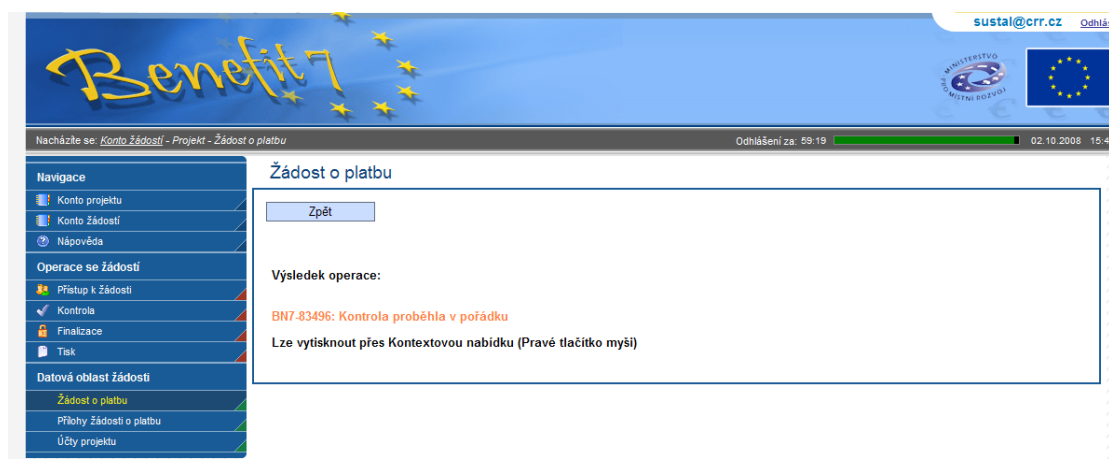 sustal@crr.cz Odhlás
Benefit7
MINISTERSTVO
PRO MÍSTNÍ ROZVOJ
Nacházíte se: Konto žádostí - Projekt - Žádost o platbu
Odhlášení za: 59:19
02.10.2008 15:4
Navigace
Konto projektu
Konto žádostí
Nápověda
Operace se žádostí
Přístup k žádosti
Kontrola
Finalizace
Tisk
Datová oblast žádosti
Žádost o platbu
Přílohy žádosti o platbu
Účty projektu
Žádost o platbu
Zpět
Výsledek operace:
BN7-83496: Kontrola proběhla v pořádku
Lze vytisknout přes Kontextovou nabídku (Pravé tlačítko myši)